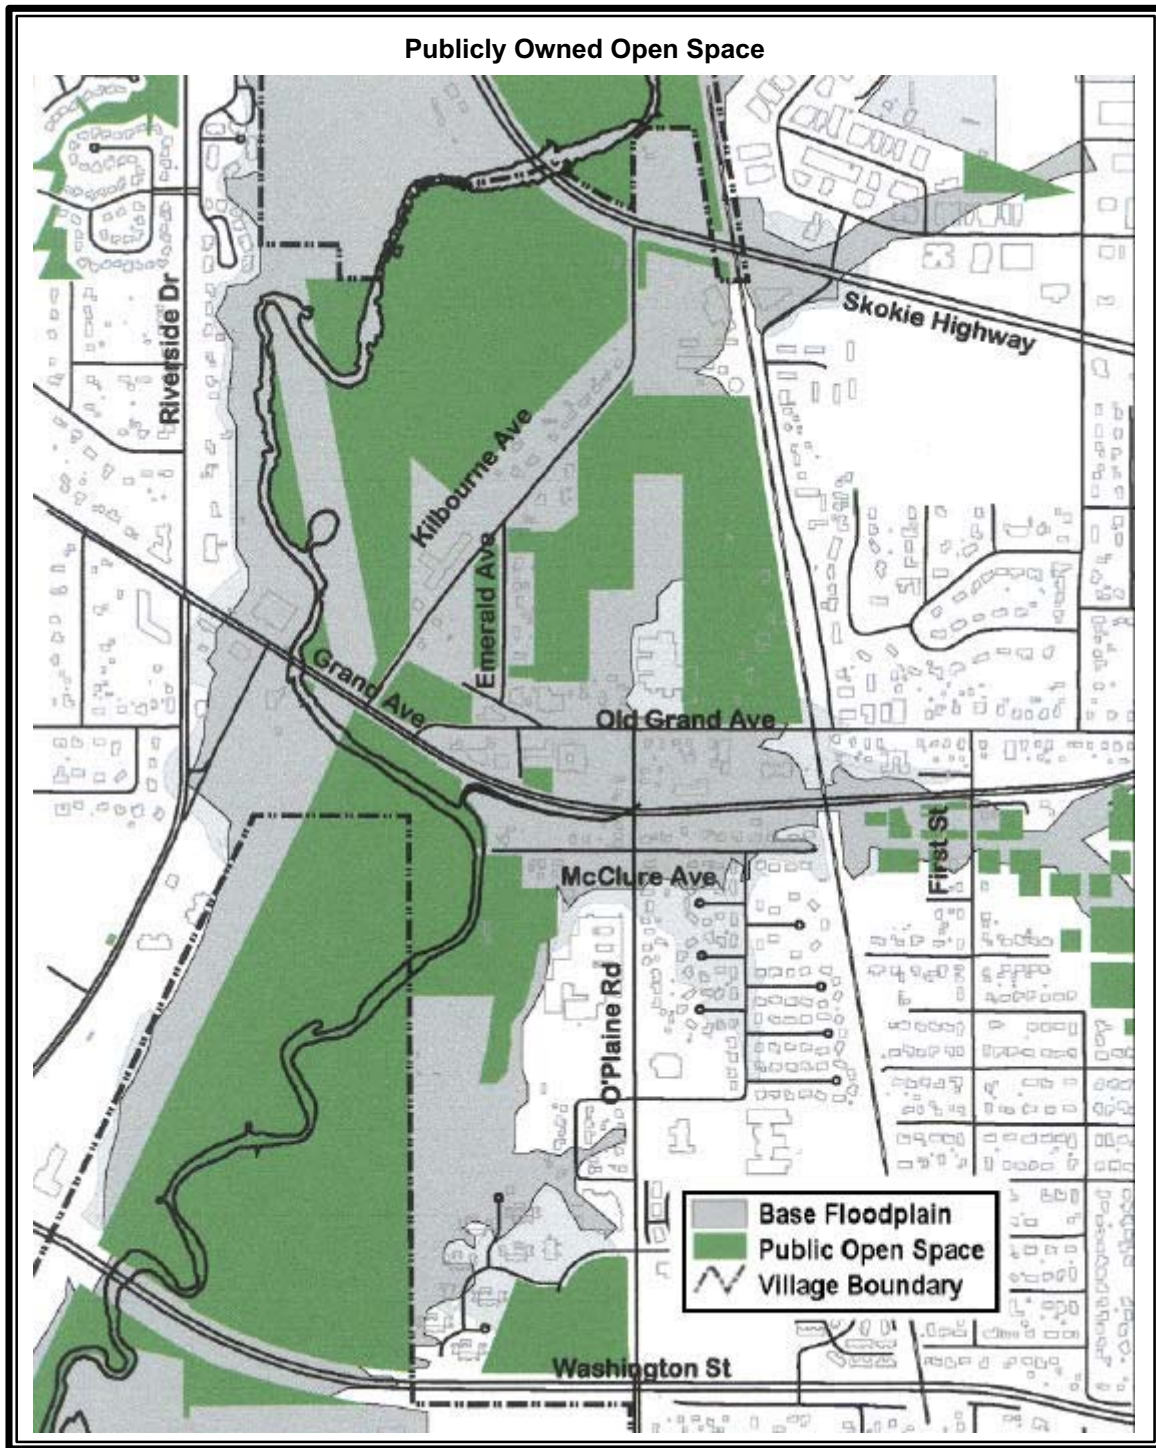 Publicly Owned Open Space
Riverside Dr
Skokie Highway
Kilbourne Ave
Emerald Ave
Grand Ave
Old Grand Ave
McClure Ave
First St
O'Plaine Rd
Base Floodplain
Public Open Space
Village Boundary
Washington St